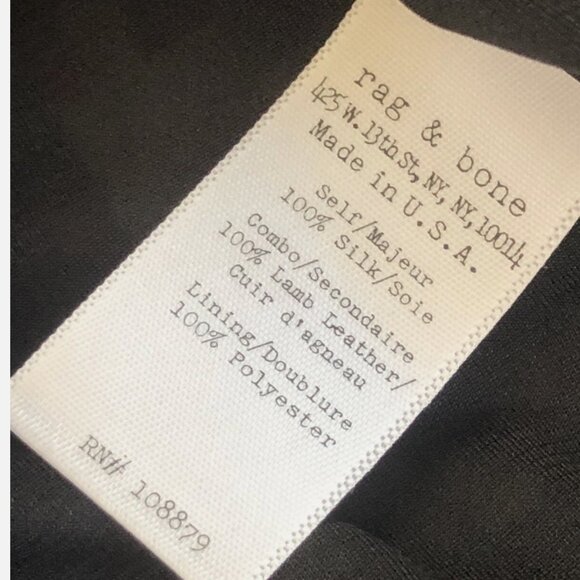 rag & bone
425 W. 13th St, NY, NY, 10014
Made in U.S.A.
Self/Majeur
100% Silk/Soie
Combo/Secondaire
100% Lamb Leather/
Cuir d'agneau
Lining/Doublure
100% Polyester
RN# 108879